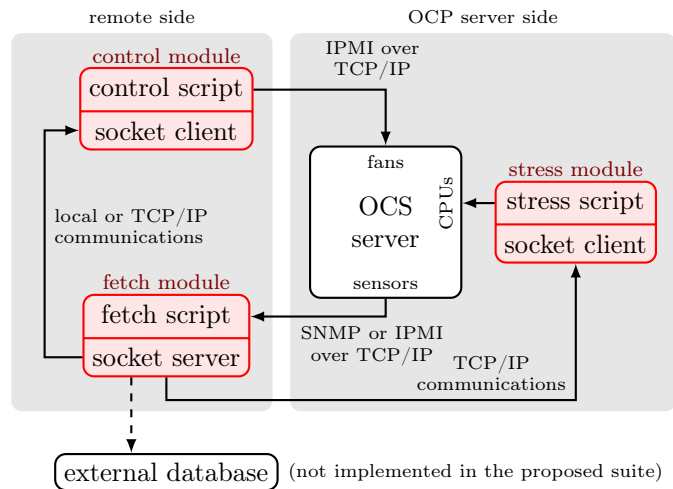 remote side
OCP server side
control module
control script
socket client
IPMI over
TCP/IP
fans
CPUs
OCS
server
sensors
stress module
stress script
socket client
local or TCP/IP
communications
fetch module
fetch script
socket server
SNMP or IPMI
over TCP/IP
TCP/IP
communications
external database
(not implemented in the proposed suite)